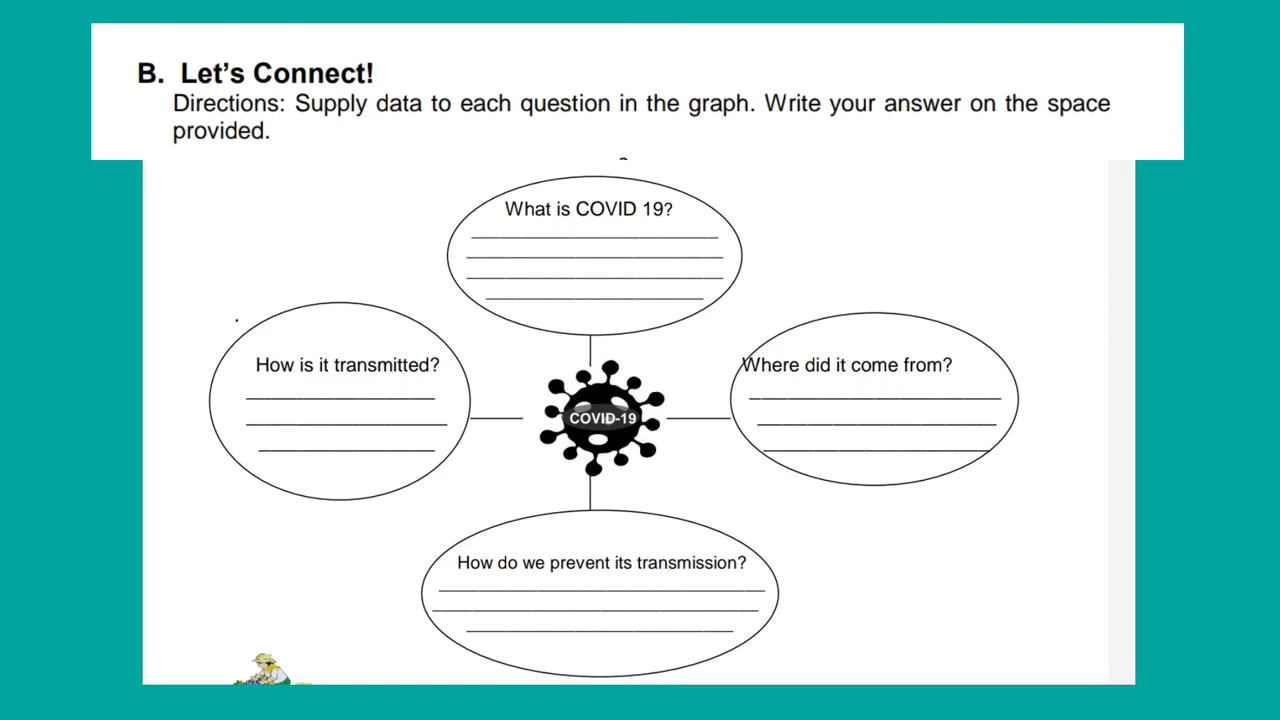 B. Let's Connect!
Directions: Supply data to each question in the graph. Write your answer on the space
provided.
What is COVID 19?
How is it transmitted?
Where did it come from?
COVID-19
How do we prevent its transmission?